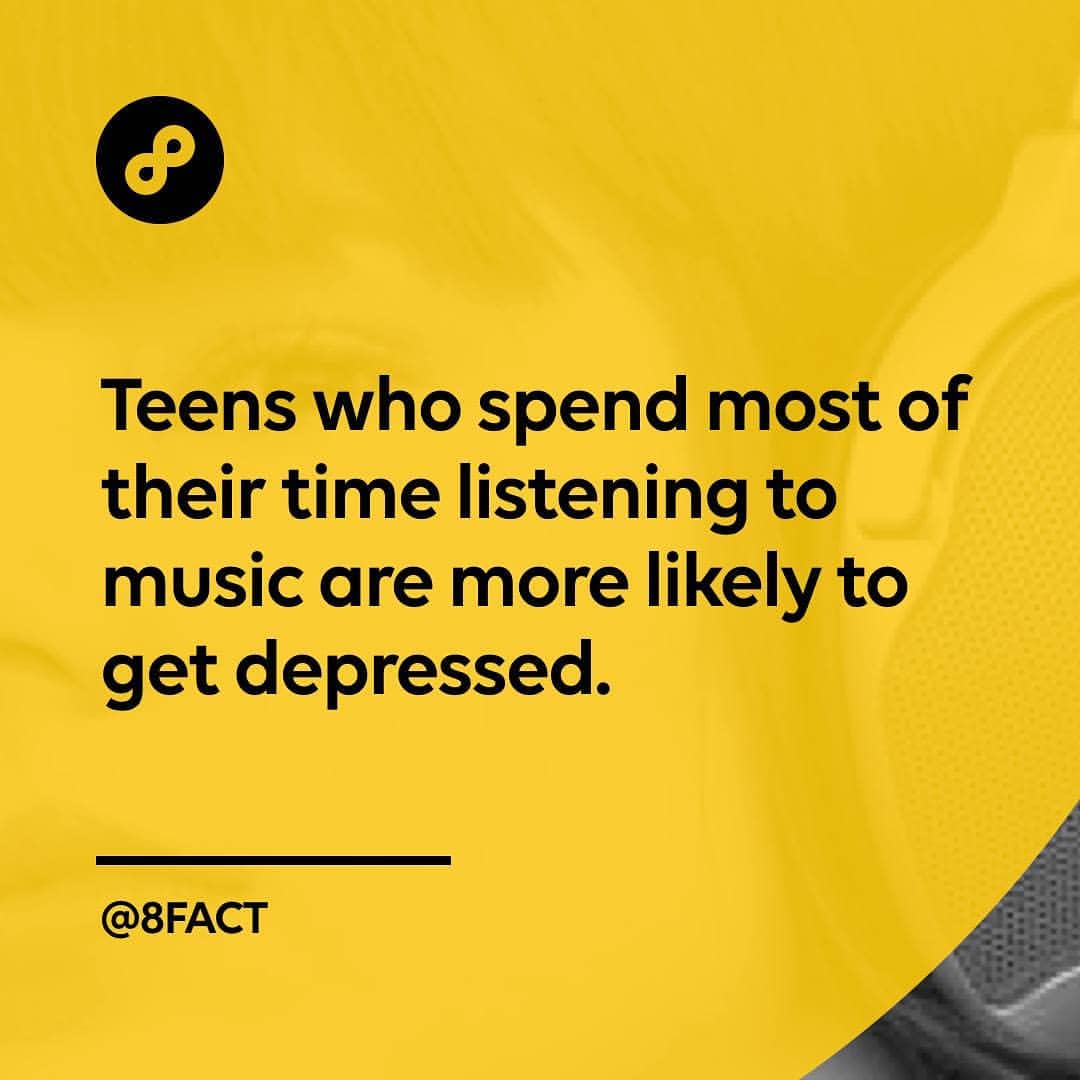 Teens who spend most of
their time listening to
music are more likely to
get depressed.
@8FACT